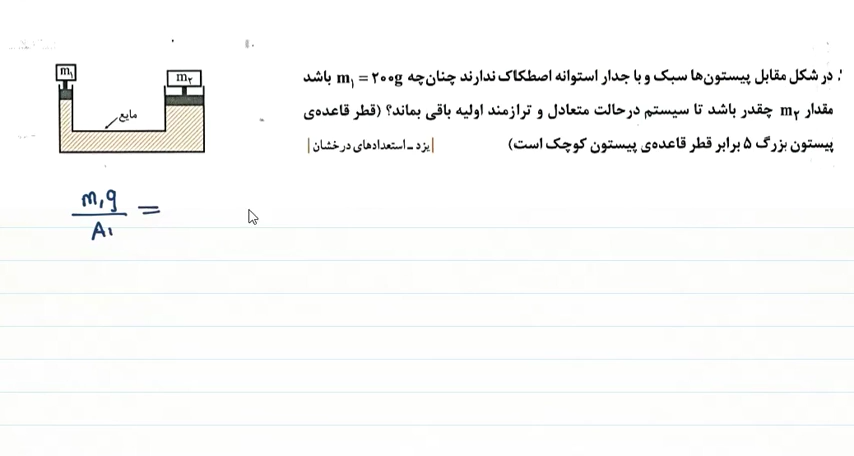 در شکل مقابل پیستون‌ها سبک و با جدار استوانه اصطکاک ندارند چنان‌چه m₁ = ۲۰۰g باشد
مقدار m₂ چقدر باشد تا سیستم در حالت متعادل و ترازمند اولیه باقی بماند؟ (قطر قاعده‌ی
پیستون بزرگ ۵ برابر قطر قاعده‌ی پیستون کوچک است) |یزد ـ استعدادهای درخشان|
m₁
m₂
مایع
m₁g
A₁
=